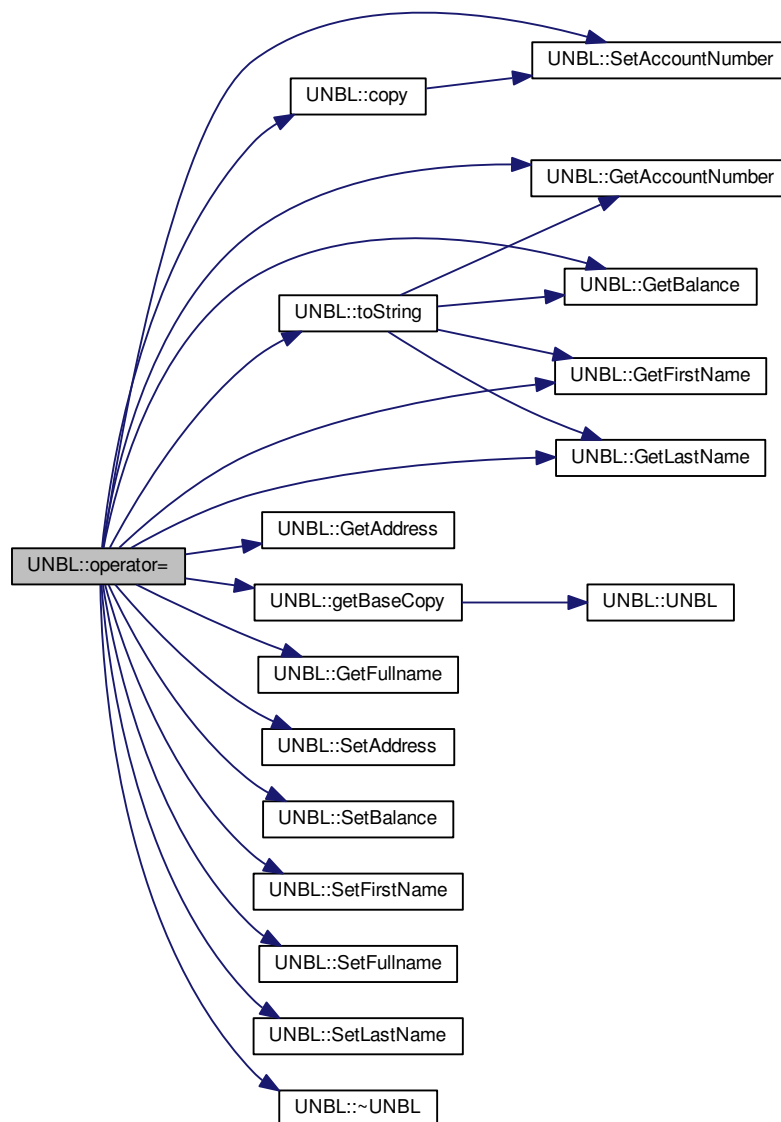 UNBL::SetAccountNumber
UNBL::copy
UNBL::GetAccountNumber
UNBL::GetBalance
UNBL::toString
UNBL::GetFirstName
UNBL::GetLastName
UNBL::GetAddress
UNBL::operator=
UNBL::getBaseCopy
UNBL::UNBL
UNBL::GetFullname
UNBL::SetAddress
UNBL::SetBalance
UNBL::SetFirstName
UNBL::SetFullname
UNBL::SetLastName
UNBL::~UNBL